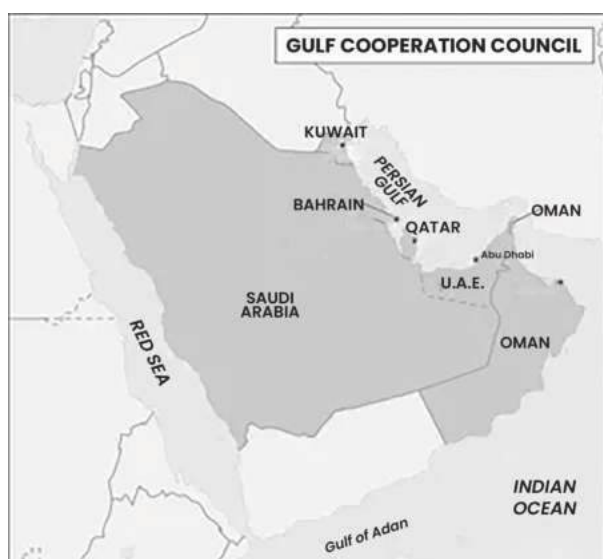 GULF COOPERATION COUNCIL
KUWAIT
PERSIAN
GULF
BAHRAIN
QATAR
OMAN
Abu Dhabi
U.A.E.
SAUDI
ARABIA
OMAN
RED SEA
INDIAN
OCEAN
Gulf of Adan